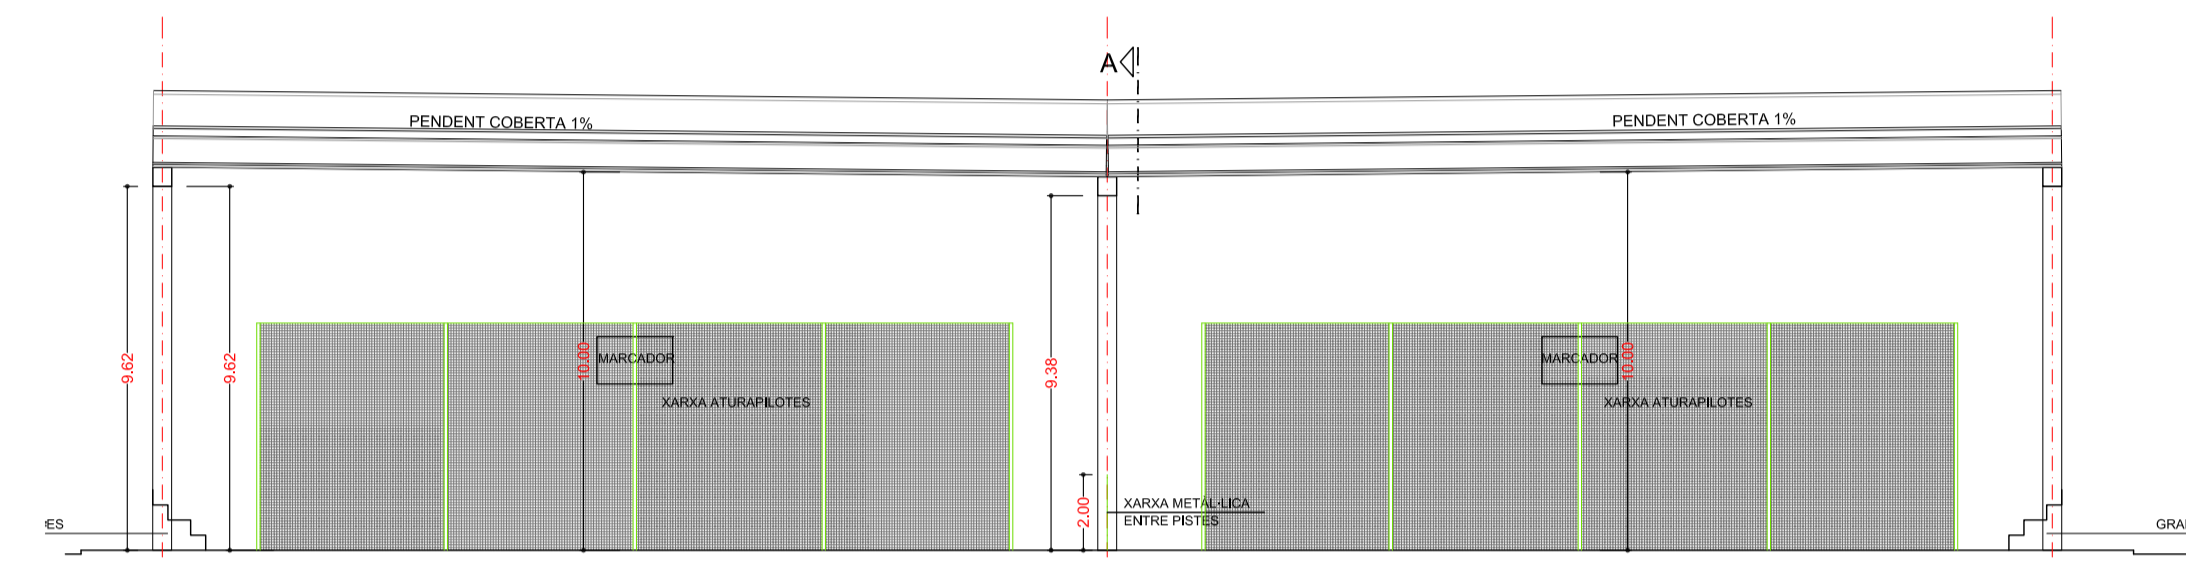 A
PENDENT COBERTA 1%
PENDENT COBERTA 1%
9.62
9.62
10.00
MARCADOR
XARXA ATURAPILOTES
9.38
2.00
XARXA METÀL·LICA
ENTRE PISTES
MARCADOR
10.00
XARXA ATURAPILOTES
ES
GRA